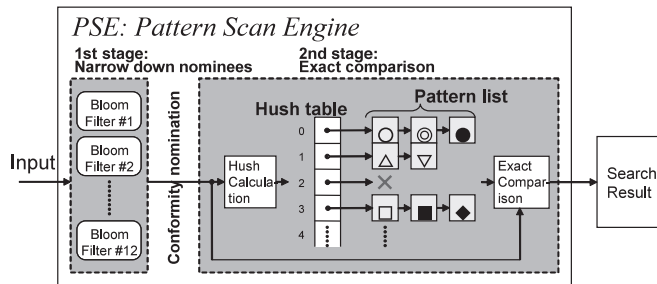 PSE: Pattern Scan Engine
1st stage:
Narrow down nominees
2nd stage:
Exact comparison
Input
Bloom
Filter #1
Bloom
Filter #2
Bloom
Filter #12
Conformity nomination
Hush
Calcula
tion
Hush table
0
1
2
3
4
Pattern list
Exact
Compar-
ison
Search
Result